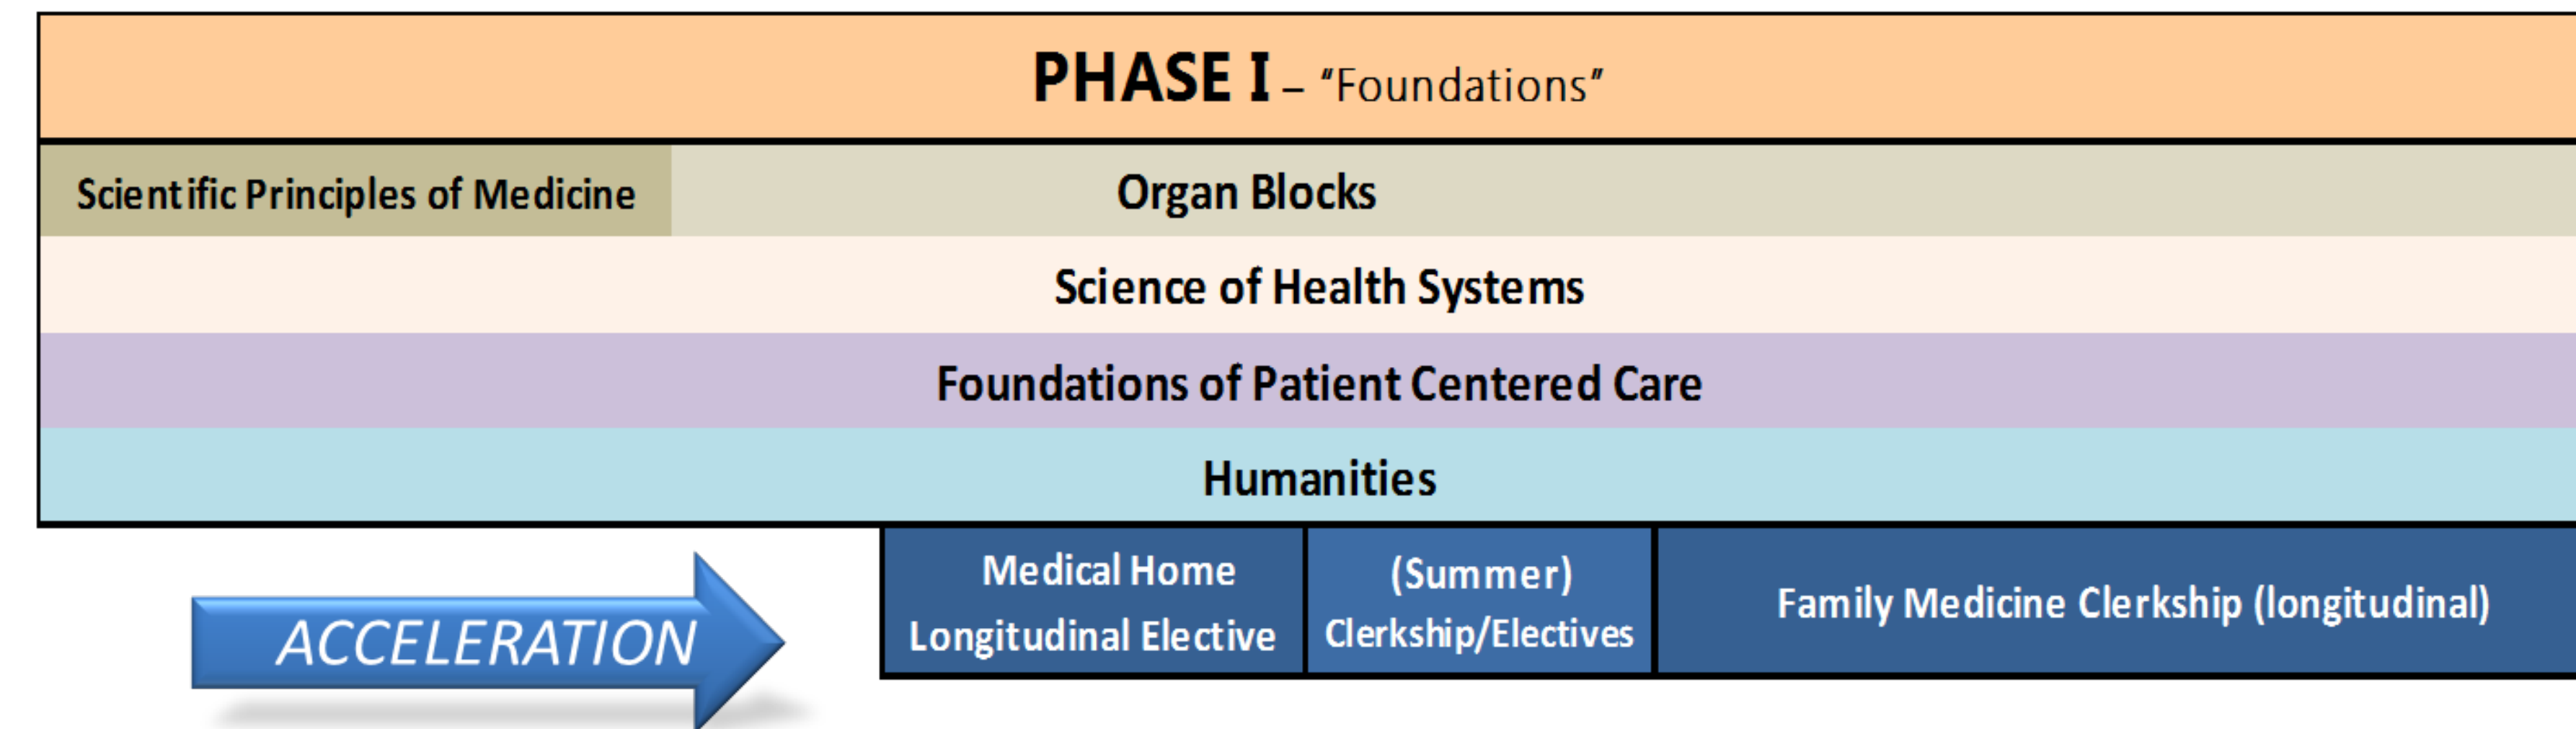 PHASE I – "Foundations"
Scientific Principles of Medicine
Organ Blocks
Science of Health Systems
Foundations of Patient Centered Care
Humanities
ACCELERATION
Medical Home
Longitudinal Elective
(Summer)
Clerkship/Electives
Family Medicine Clerkship (longitudinal)